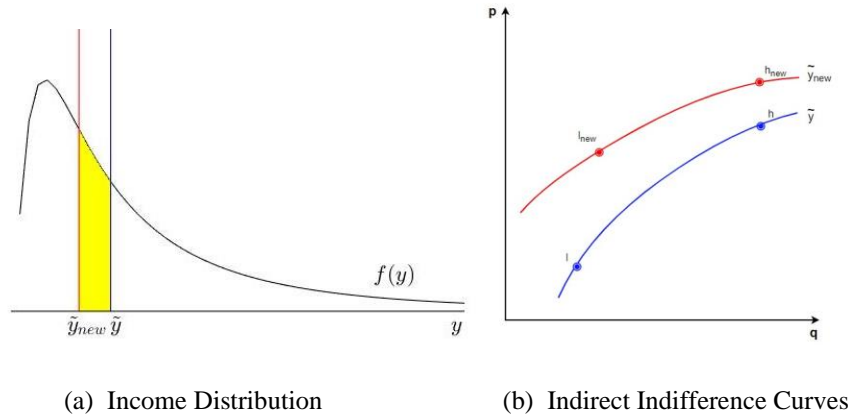 f(y)
ỹnew ỹ y
(a) Income Distribution
p
hnew
ỹnew
h
ỹ
lnew
l
q
(b) Indirect Indifference Curves